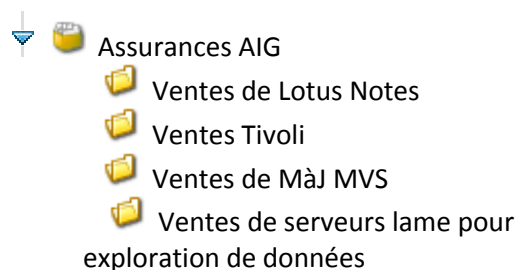 Assurances AIG
Ventes de Lotus Notes
Ventes Tivoli
Ventes de MàJ MVS
Ventes de serveurs lame pour
exploration de données